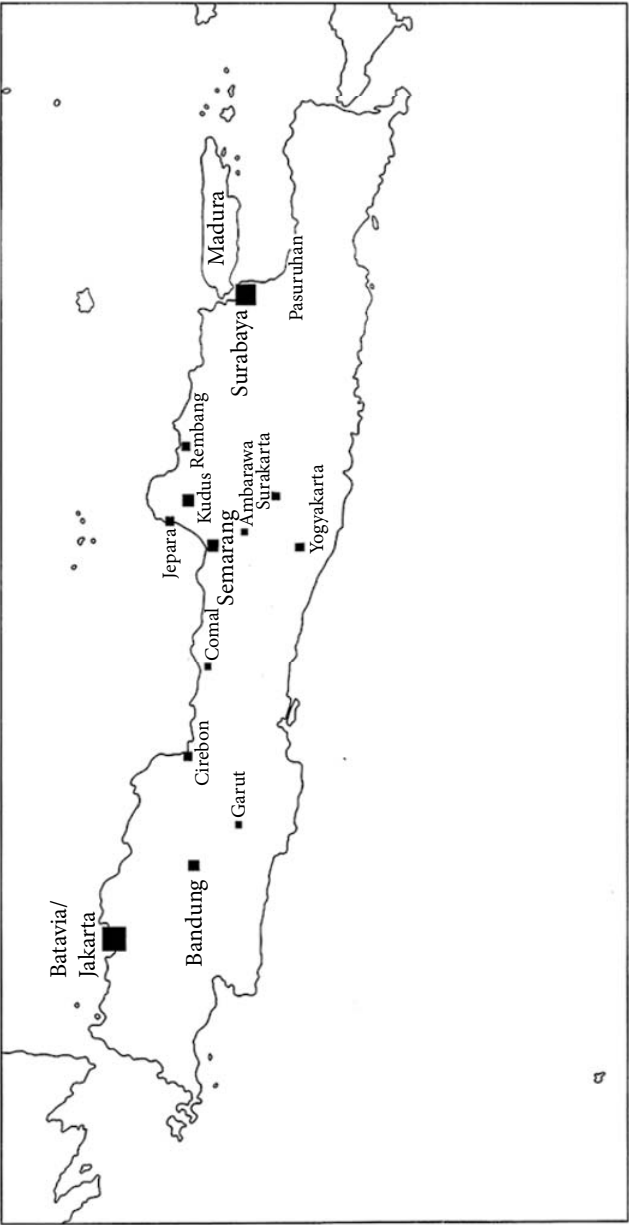 Batavia/
Jakarta
Bandung
Garut
Cirebon
Comal
Semarang
Jepara
Kudus
Rembang
Ambarawa
Surakarta
Yogyakarta
Surabaya
Madura
Pasuruhan